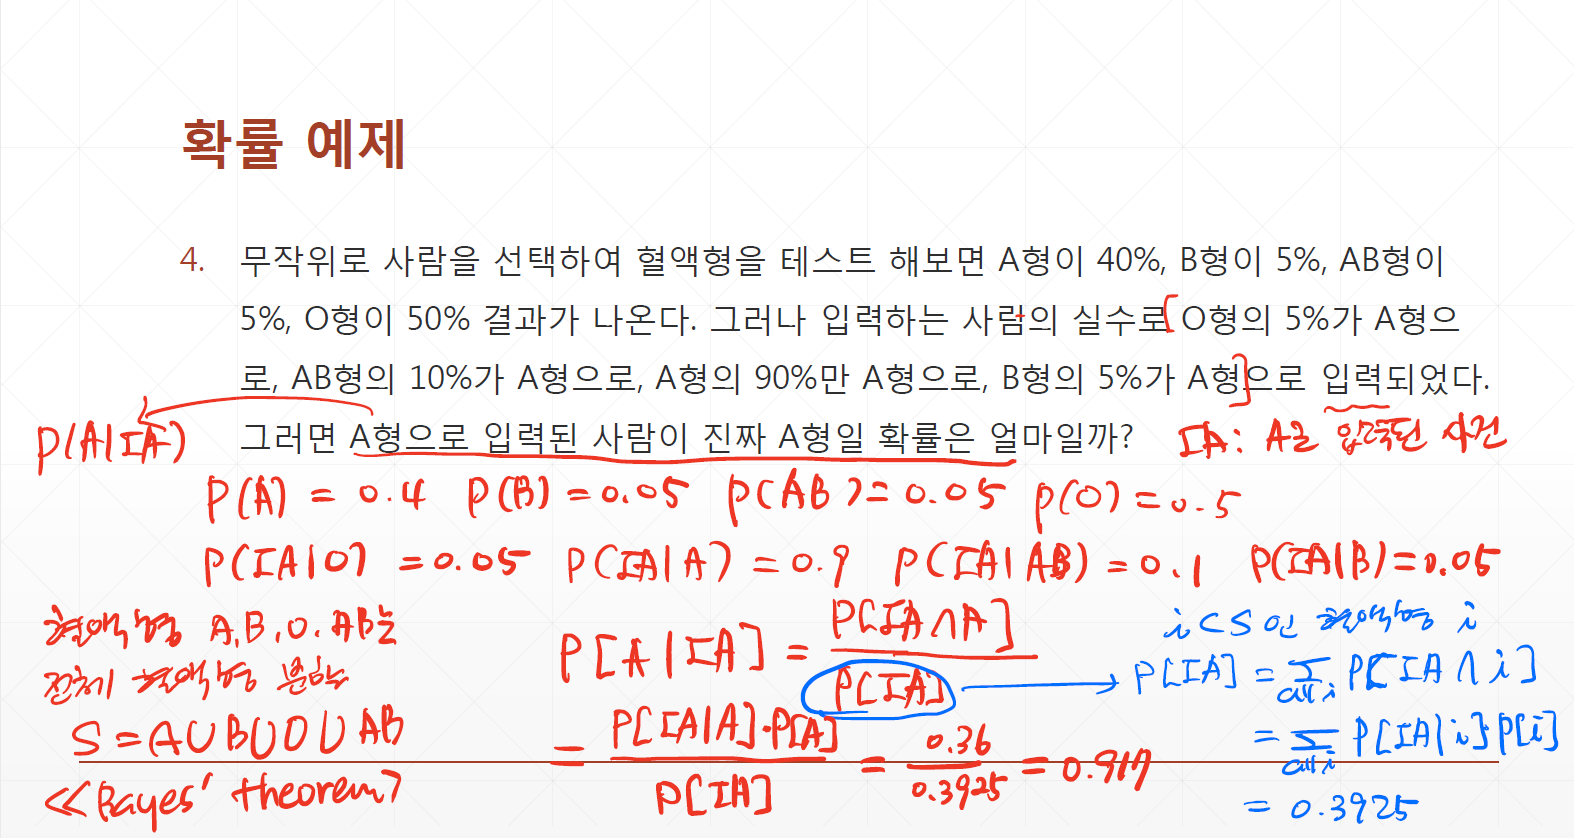 확률 예제
4. 무작위로 사람을 선택하여 혈액형을 테스트 해보면 A형이 40%, B형이 5%, AB형이
5%, O형이 50% 결과가 나온다. 그러나 입력하는 사람의 실수로 [O형의 5%가 A형으
로, AB형의 10%가 A형으로, A형의 90%만 A형으로, B형의 5%가 A형]으로 입력되었다.
그러면 A형으로 입력된 사람이 진짜 A형일 확률은 얼마일까?
P(A|IA)
IA: A로 입력된 사건
P(A) = 0.4 P(B) = 0.05 P(AB) = 0.05 P(O) = 0.5
P(IA|O) = 0.05 P(IA|A) = 0.9 P(IA|AB) = 0.1 P(IA|B) = 0.05
혈액형 A,B,O,AB는
전체 혈액형 분할
S = A∪B∪O∪AB
<<Bayes' theorem>
P[A|IA] = P[IA∩A] / P[IA]
= P[IA|A]·P[A] / P[IA] = 0.36 / 0.3925 = 0.917
i⊂S인 혈액형 i
P[IA] = Σ all i P[IA∩i]
= Σ all i P[IA|i]·P[i]
= 0.3925